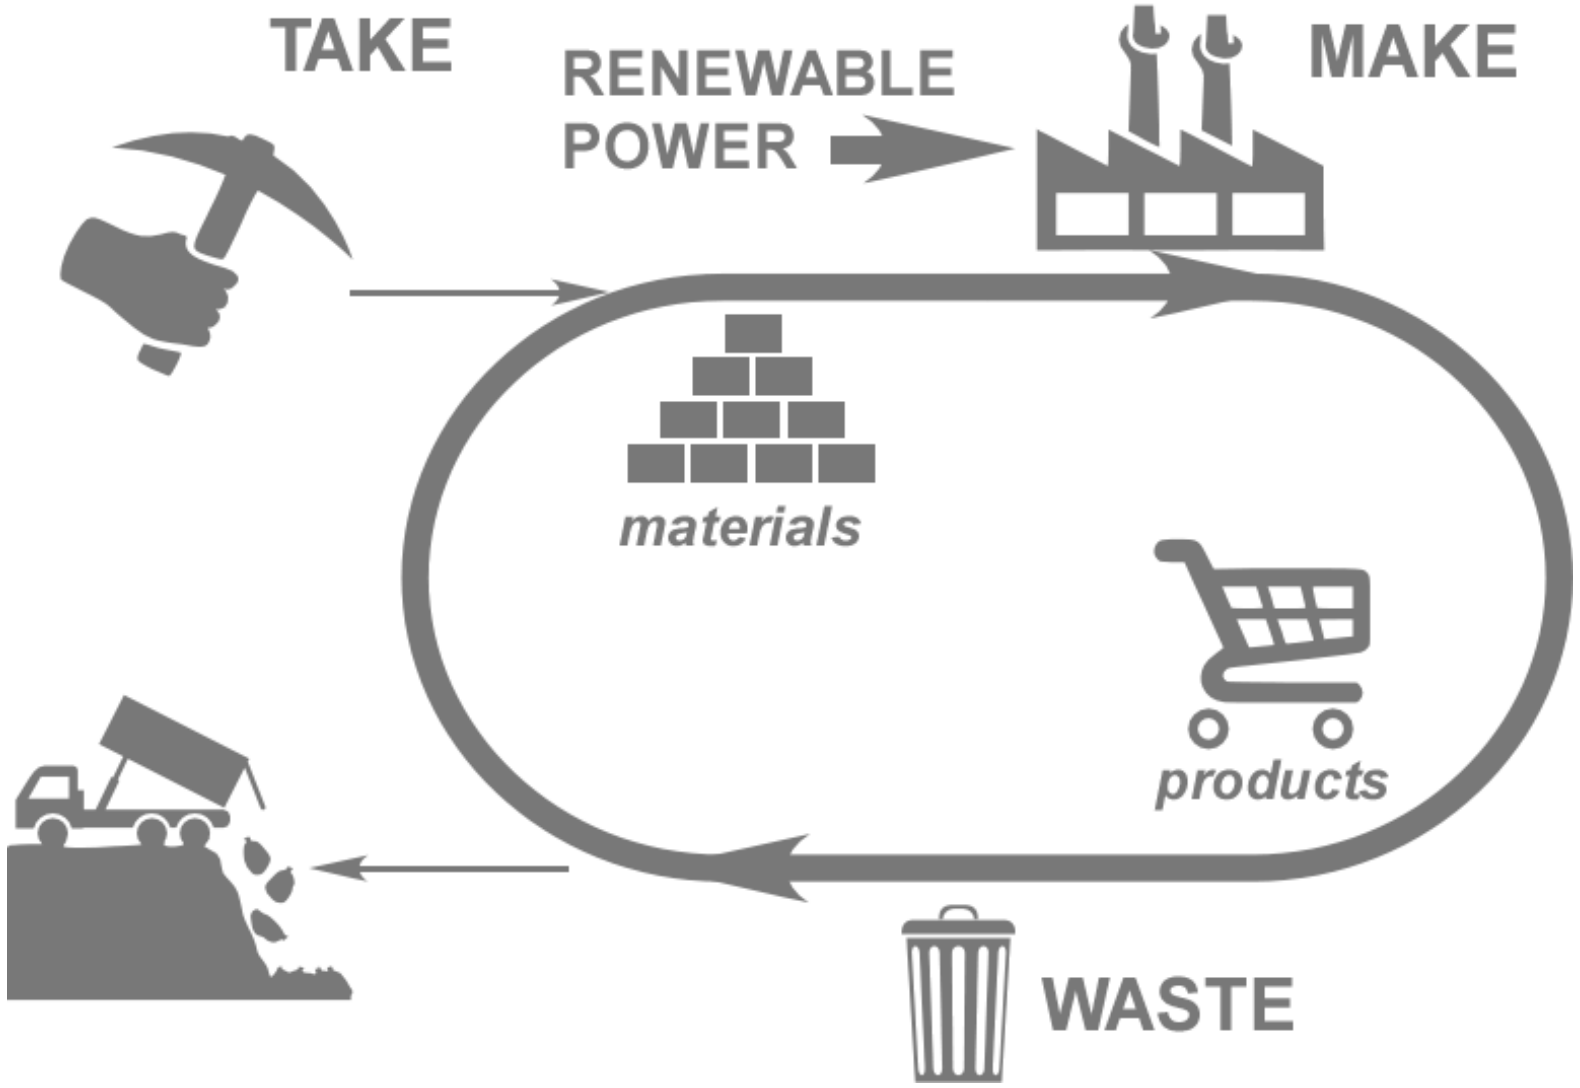 TAKE
RENEWABLE
POWER
MAKE
materials
products
WASTE